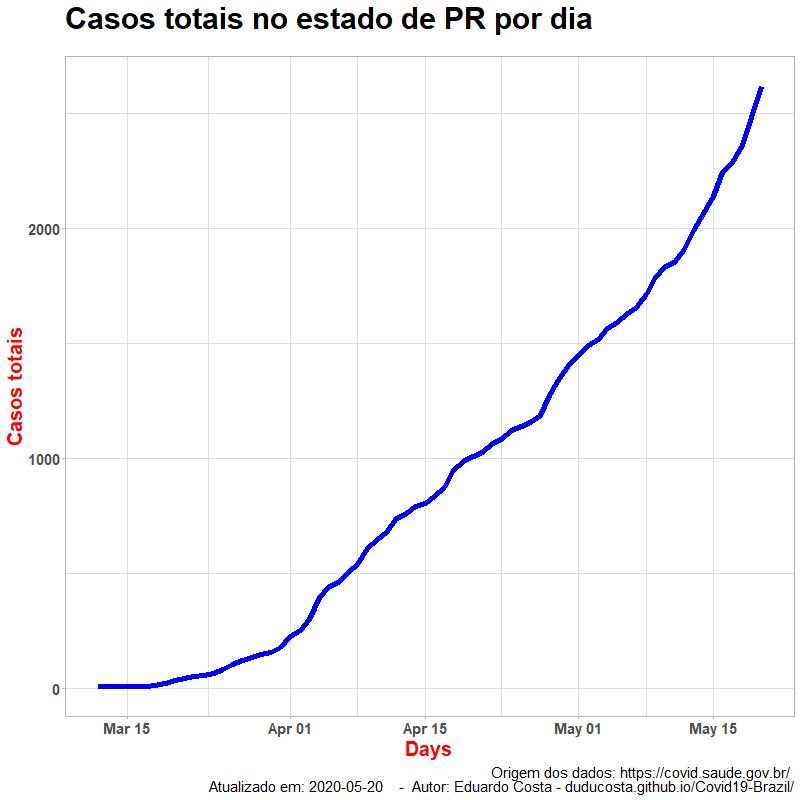 Casos totais no estado de PR por dia
Casos totais
2000
1000
0
Mar 15
Apr 01
Apr 15
May 01
May 15
Days
Origem dos dados: https://covid.saude.gov.br/
Atualizado em: 2020-05-20 - Autor: Eduardo Costa - duducosta.github.io/Covid19-Brazil/